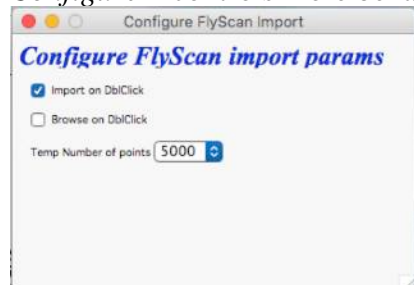 Configure FlyScan Import
Configure FlyScan import params
Import on DblClick
Browse on DblClick
Temp Number of points 5000